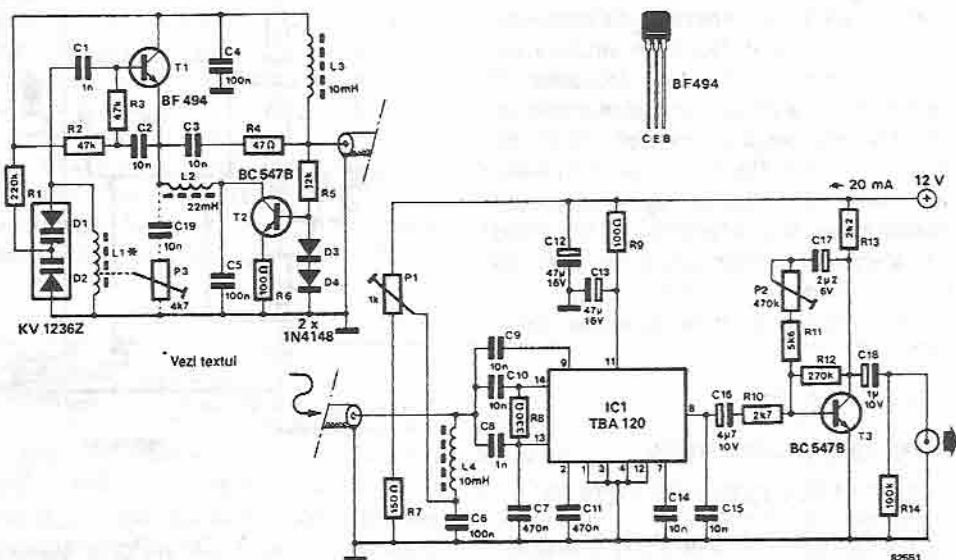 C1
1n
T1
BF 494
C4
100n
L3
10mH
BF494
C E B
R3
47k
R2
47k
C2
10n
C3
10n
R4
47Ω
R1
220k
L2
22mH
BC547B
T2
R5
12k
D1
D2
L1*
C19
10n
P3
4k7
C5
100n
R6
100Ω
D3
D4
2 x
1N4148
KV 1236Z
* Vezi textul
20 mA
12 V
P1
1k
C12
47µ
16V
C13
47µ
16V
R9
100Ω
C17
2µ2
6V
R13
2k2
P2
470k
R11
5k6
R12
270k
C18
1µ
10V
C9
10n
C10
10n
R8
330Ω
C8
1n
9
14
13
11
8
2
1
3
4
12
7
IC1
TBA 120
C16
4µ7
10V
R10
2k7
T3
BC 547B
R14
100k
L4
10mH
R7
150Ω
C6
100n
C7
470n
C11
470n
C14
10n
C15
10n
82551